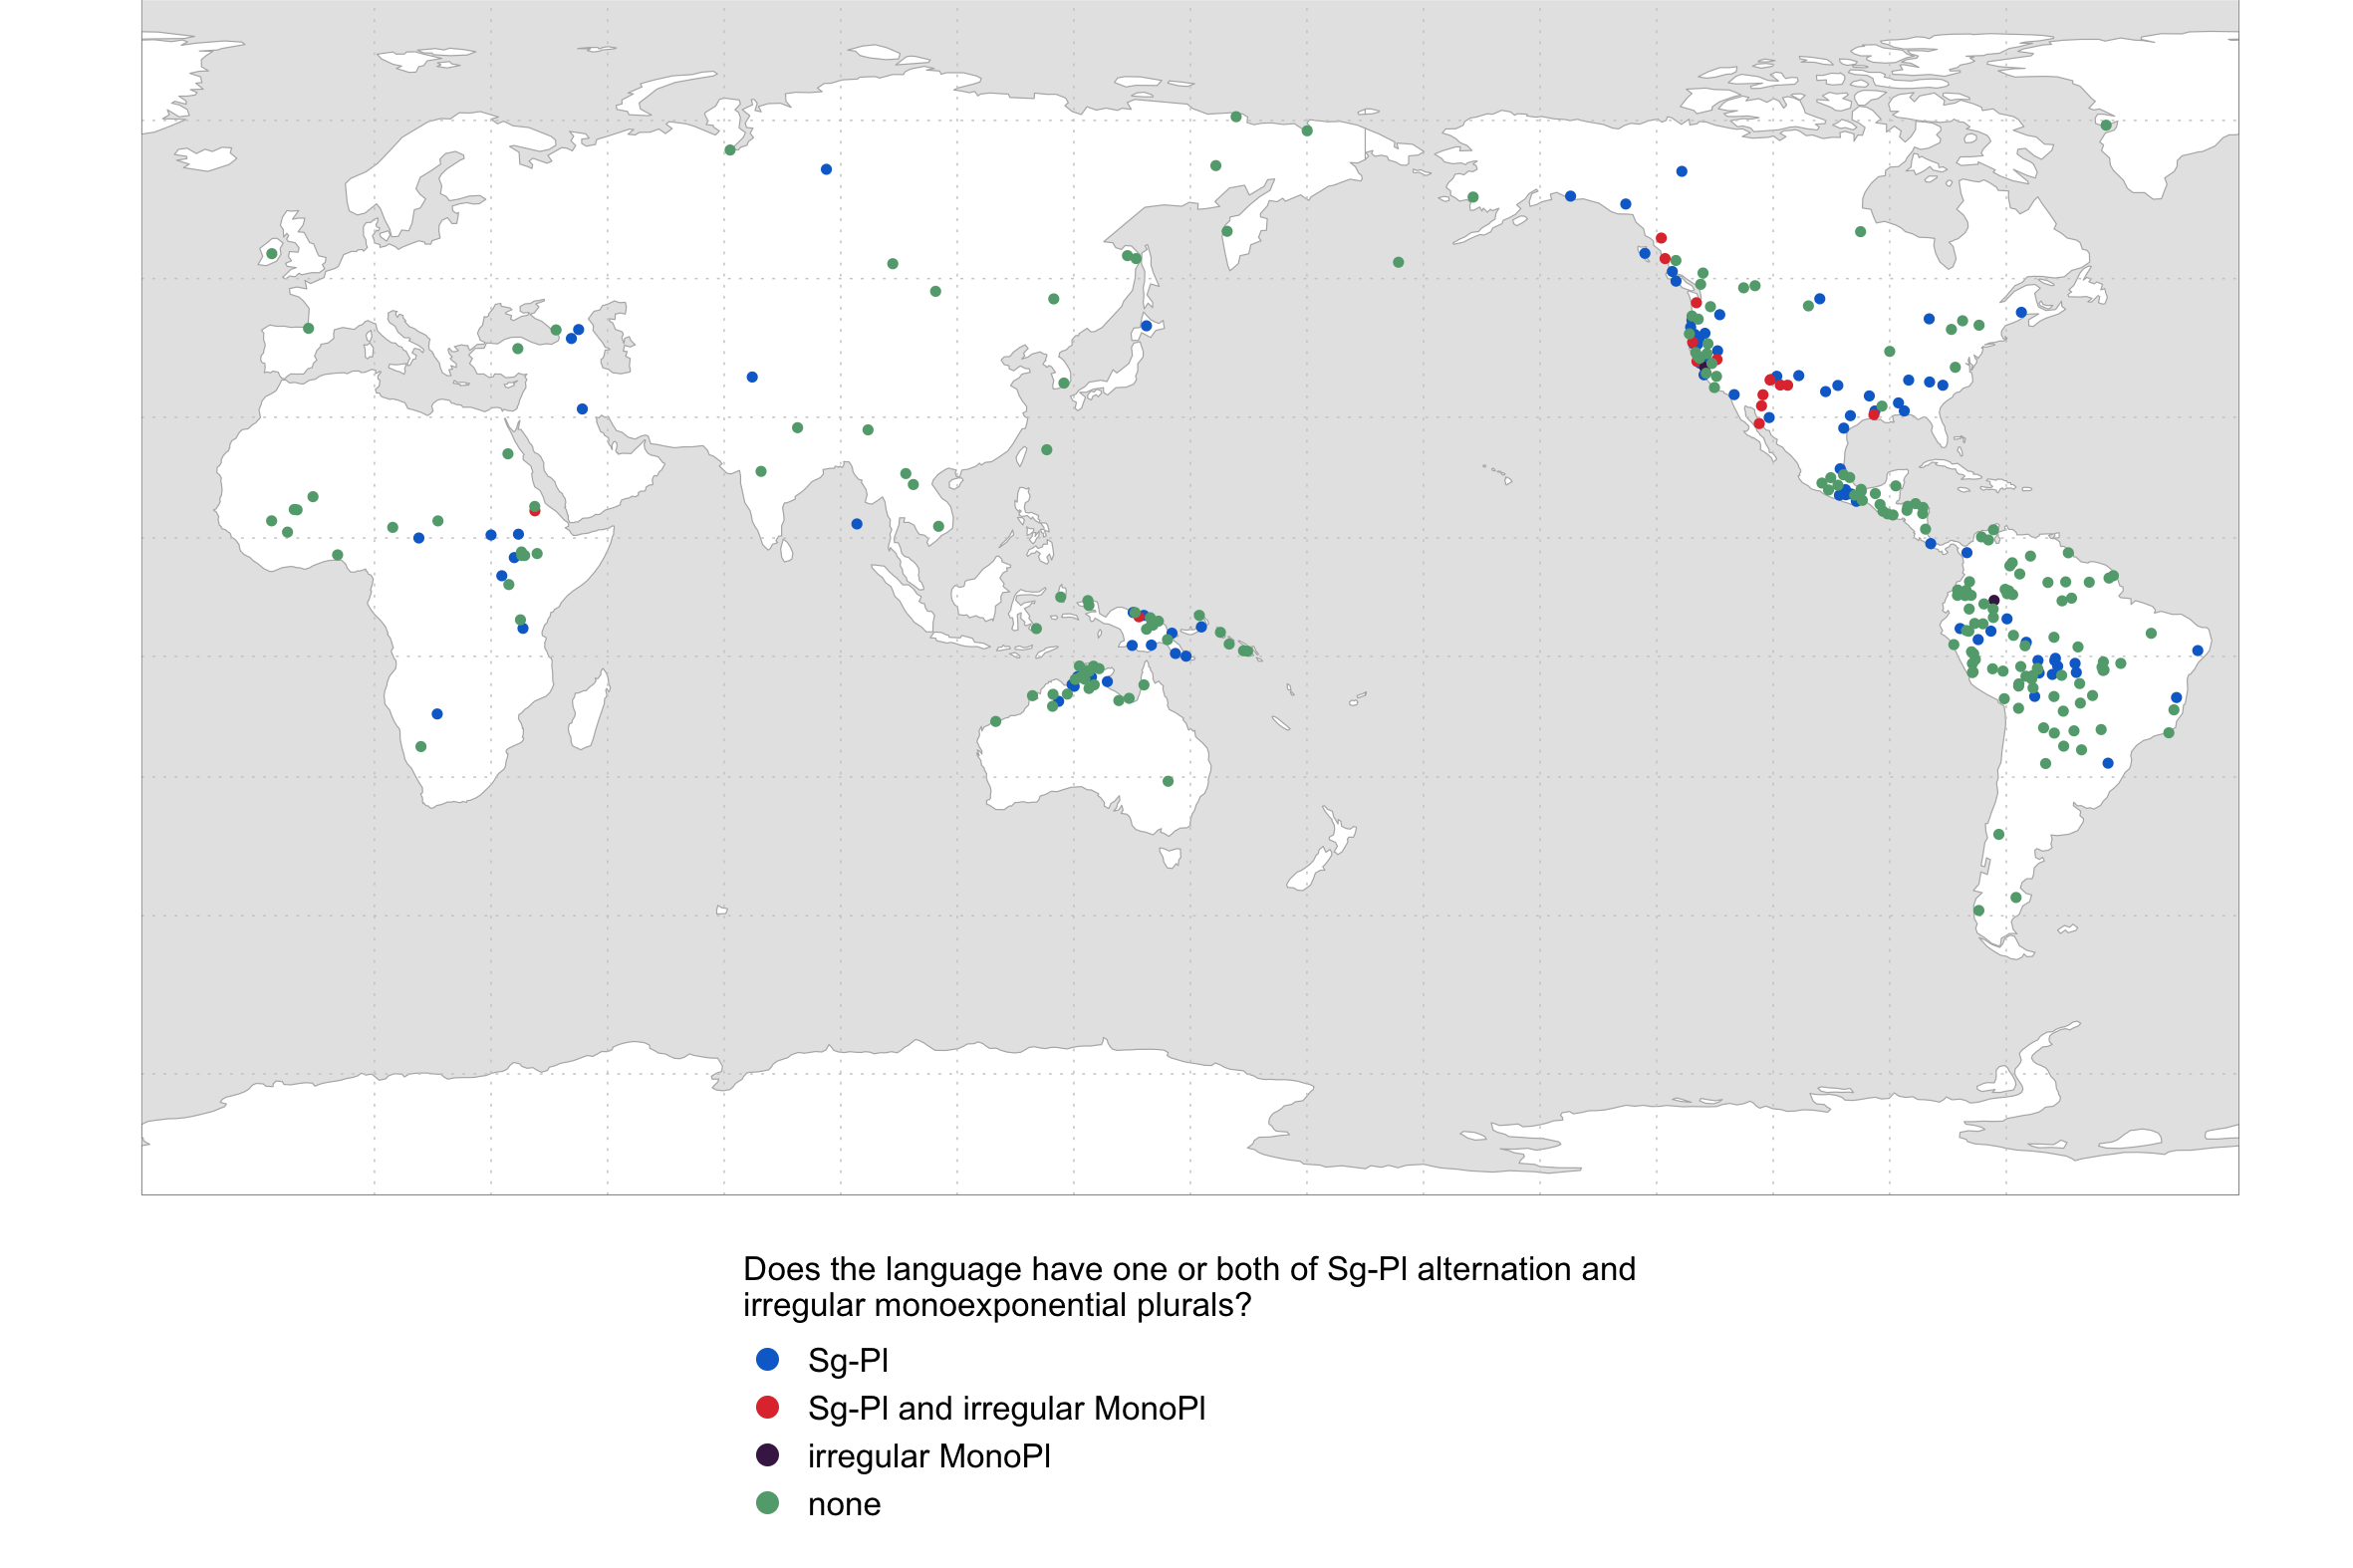 Does the language have one or both of Sg-Pl alternation and
irregular monoexponential plurals?
Sg-Pl
Sg-Pl and irregular MonoPl
irregular MonoPl
none